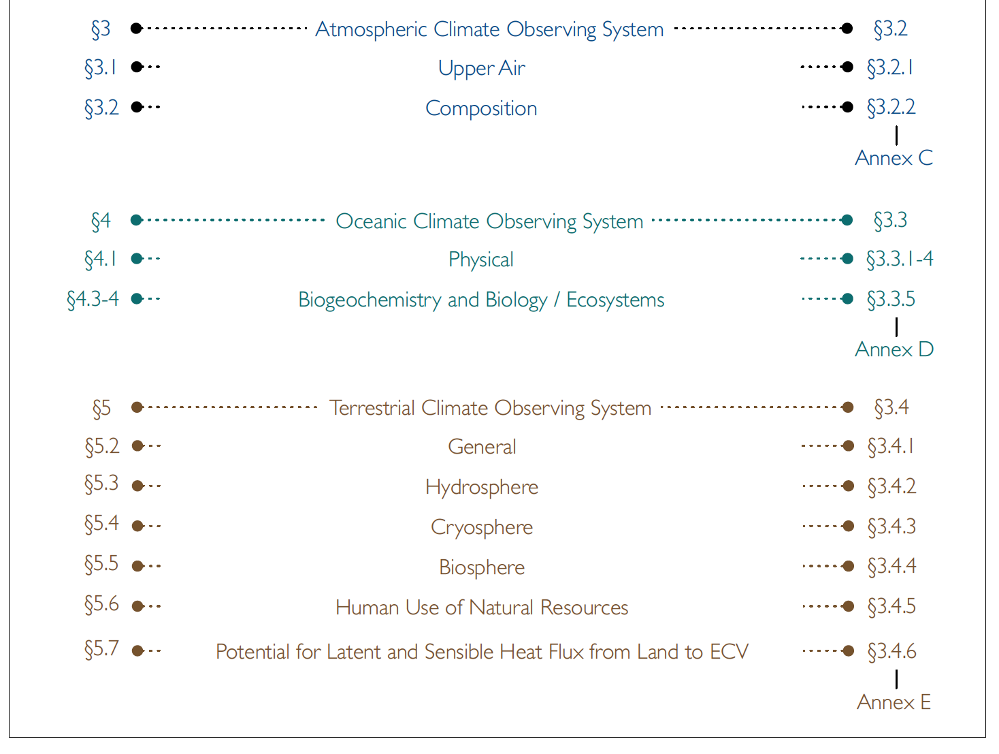 §3 Atmospheric Climate Observing System §3.2
§3.1 Upper Air §3.2.1
§3.2 Composition §3.2.2
Annex C
§4 Oceanic Climate Observing System §3.3
§4.1 Physical §3.3.1-4
§4.3-4 Biogeochemistry and Biology / Ecosystems §3.3.5
Annex D
§5 Terrestrial Climate Observing System §3.4
§5.2 General §3.4.1
§5.3 Hydrosphere §3.4.2
§5.4 Cryosphere §3.4.3
§5.5 Biosphere §3.4.4
§5.6 Human Use of Natural Resources §3.4.5
§5.7 Potential for Latent and Sensible Heat Flux from Land to ECV §3.4.6
Annex E